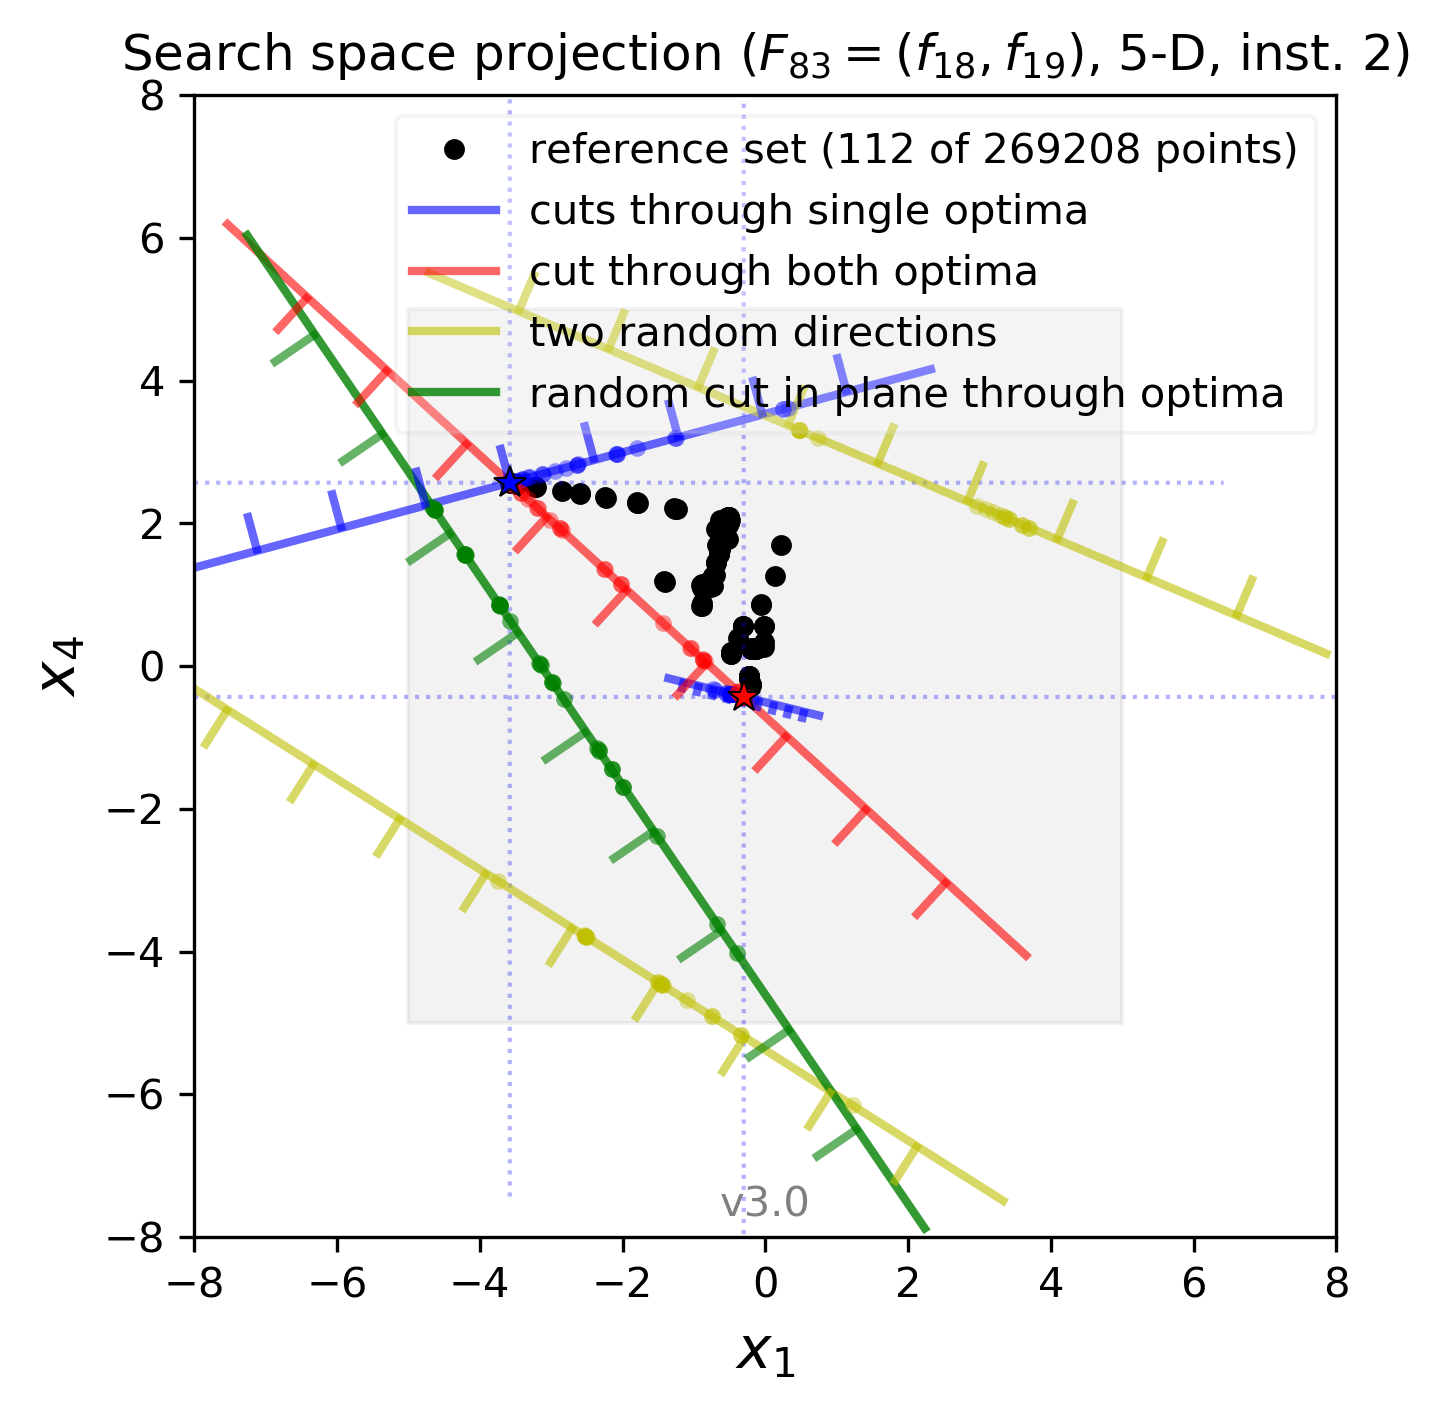 Search space projection (F₈₃ = (f₁₈, f₁₉), 5-D, inst. 2)
8
6
4
2
0
−2
−4
−6
−8
x₄
reference set (112 of 269208 points)
cuts through single optima
cut through both optima
two random directions
random cut in plane through optima
v3.0
−8 −6 −4 −2 0 2 4 6 8
x₁